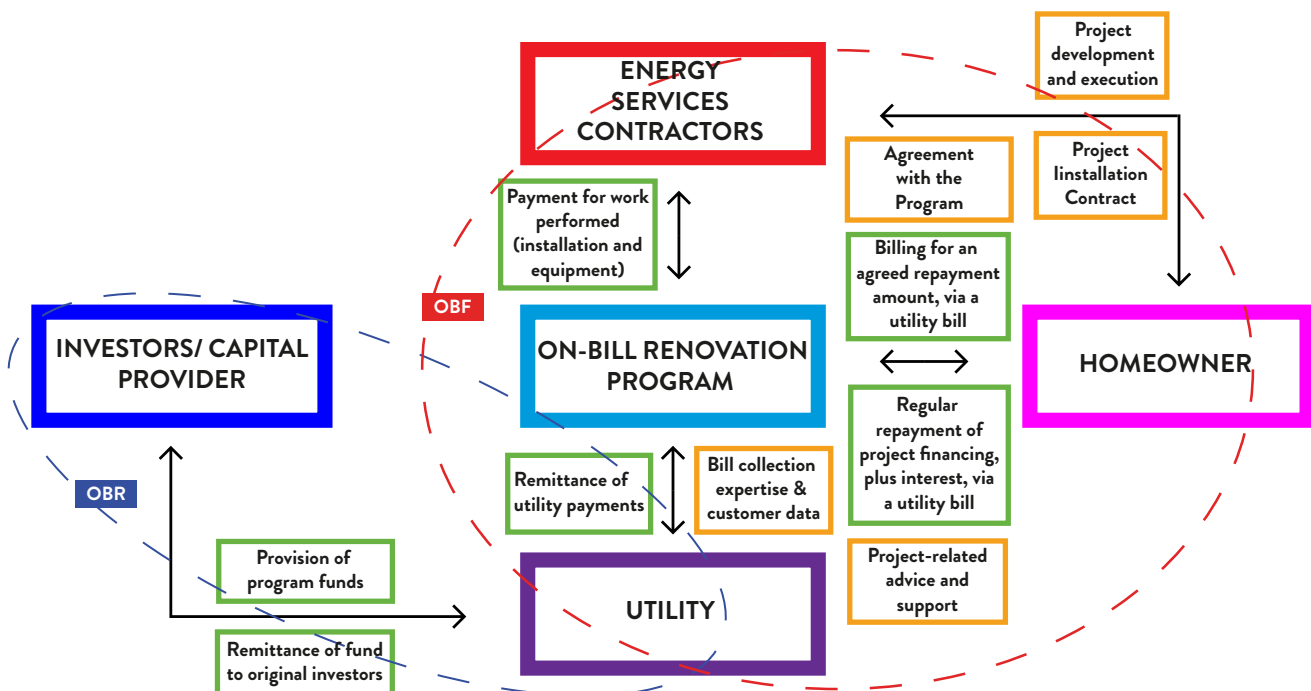 Project
development
and execution
ENERGY
SERVICES
CONTRACTORS
Agreement
with the
Program
Project
Iinstallation
Contract
Payment for work
performed
(installation and
equipment)
Billing for an
agreed repayment
amount, via a
utility bill
OBF
INVESTORS/ CAPITAL
PROVIDER
ON-BILL RENOVATION
PROGRAM
HOMEOWNER
Regular
repayment of
project financing,
plus interest, via
a utility bill
OBR
Remittance of
utility payments
Bill collection
expertise &
customer data
Provision of
program funds
Project-related
advice and
support
UTILITY
Remittance of fund
to original investors